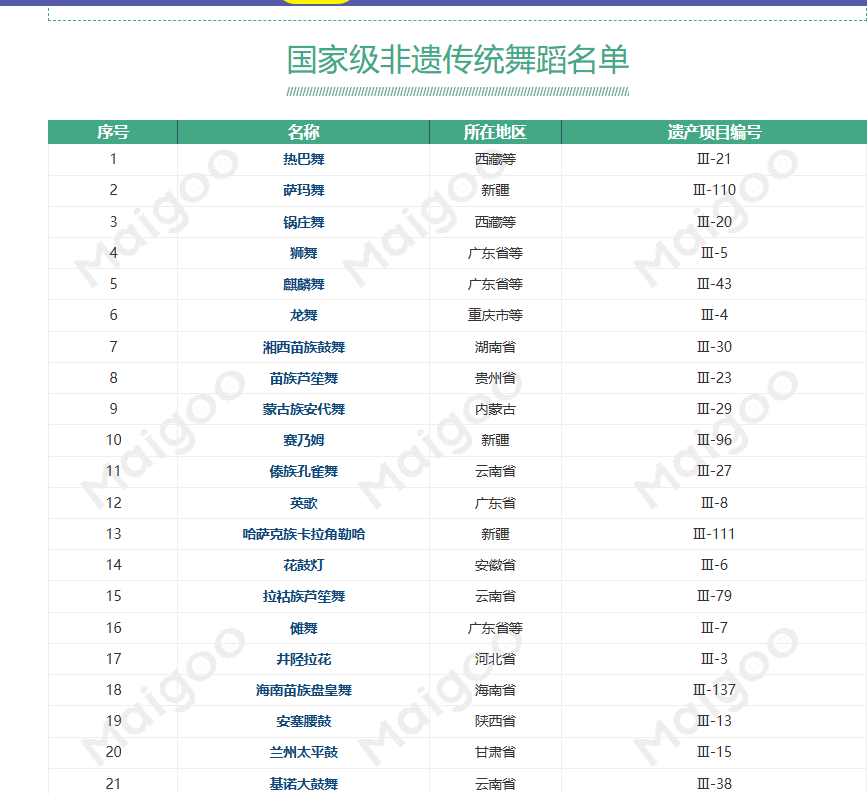 国家级非遗传统舞蹈名单
序号 名称 所在地区 遗产项目编号
1 热巴舞 西藏等 Ⅲ-21
2 萨玛舞 新疆 Ⅲ-110
3 锅庄舞 西藏等 Ⅲ-20
4 狮舞 广东省等 Ⅲ-5
5 麒麟舞 广东省等 Ⅲ-43
6 龙舞 重庆市等 Ⅲ-4
7 湘西苗族鼓舞 湖南省 Ⅲ-30
8 苗族芦笙舞 贵州省 Ⅲ-23
9 蒙古族安代舞 内蒙古 Ⅲ-29
10 赛乃姆 新疆 Ⅲ-96
11 傣族孔雀舞 云南省 Ⅲ-27
12 英歌 广东省 Ⅲ-8
13 哈萨克族卡拉角勒哈 新疆 Ⅲ-111
14 花鼓灯 安徽省 Ⅲ-6
15 拉祜族芦笙舞 云南省 Ⅲ-79
16 傩舞 广东省等 Ⅲ-7
17 井陉拉花 河北省 Ⅲ-3
18 海南苗族盘皇舞 海南省 Ⅲ-137
19 安塞腰鼓 陕西省 Ⅲ-13
20 兰州太平鼓 甘肃省 Ⅲ-15
21 基诺大鼓舞 云南省 Ⅲ-38
Maigoo Maigoo Maigoo
Maigoo Maigoo Maigoo
Maigoo Maigoo Maigoo